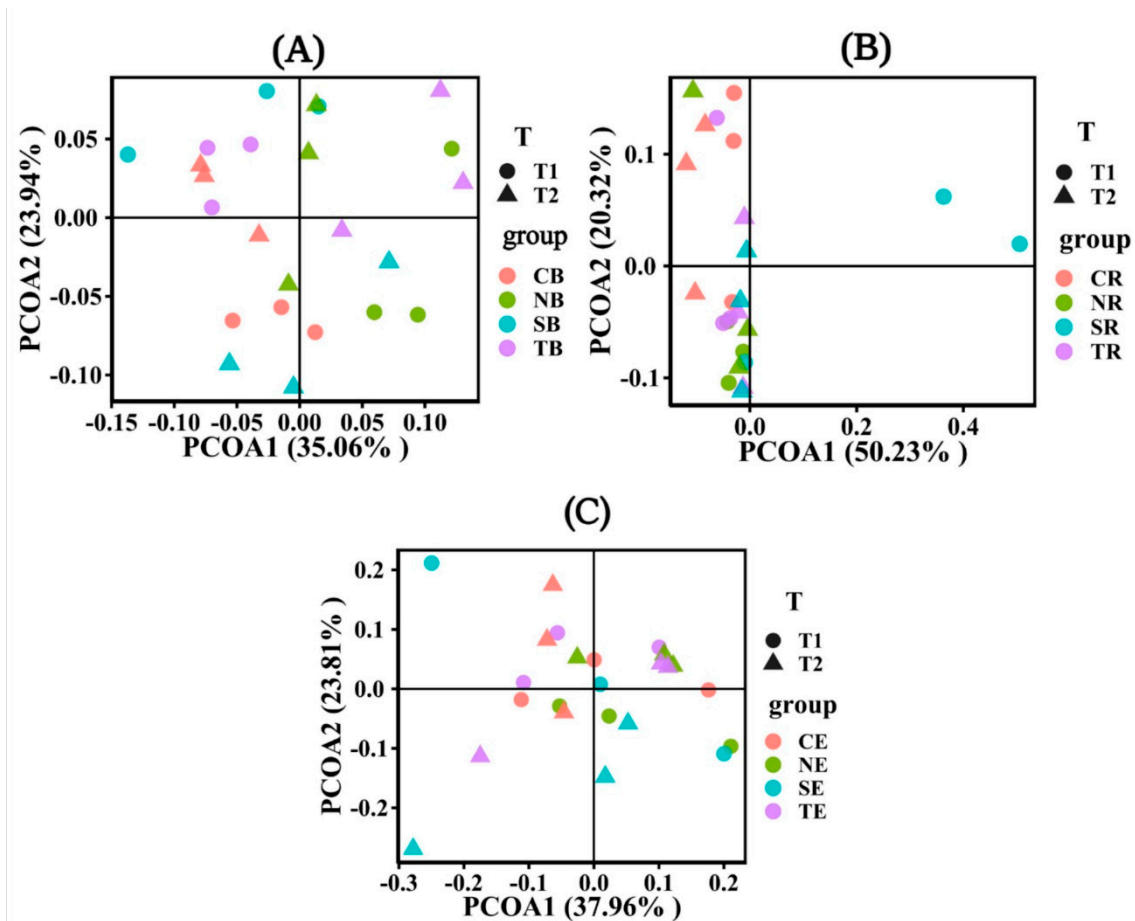 (A)
0.05
0.00
-0.05
-0.10
PCOA2 (23.94% )
-0.15 -0.10 -0.05 0.00 0.05 0.10
PCOA1 (35.06% )
T
T1
T2
group
CB
NB
SB
TB
(B)
0.1
0.0
-0.1
PCOA2 (20.32% )
0.0 0.2 0.4
PCOA1 (50.23% )
T
T1
T2
group
CR
NR
SR
TR
(C)
0.2
0.1
0.0
-0.1
-0.2
PCOA2 (23.81% )
-0.3 -0.2 -0.1 0.0 0.1 0.2
PCOA1 (37.96% )
T
T1
T2
group
CE
NE
SE
TE